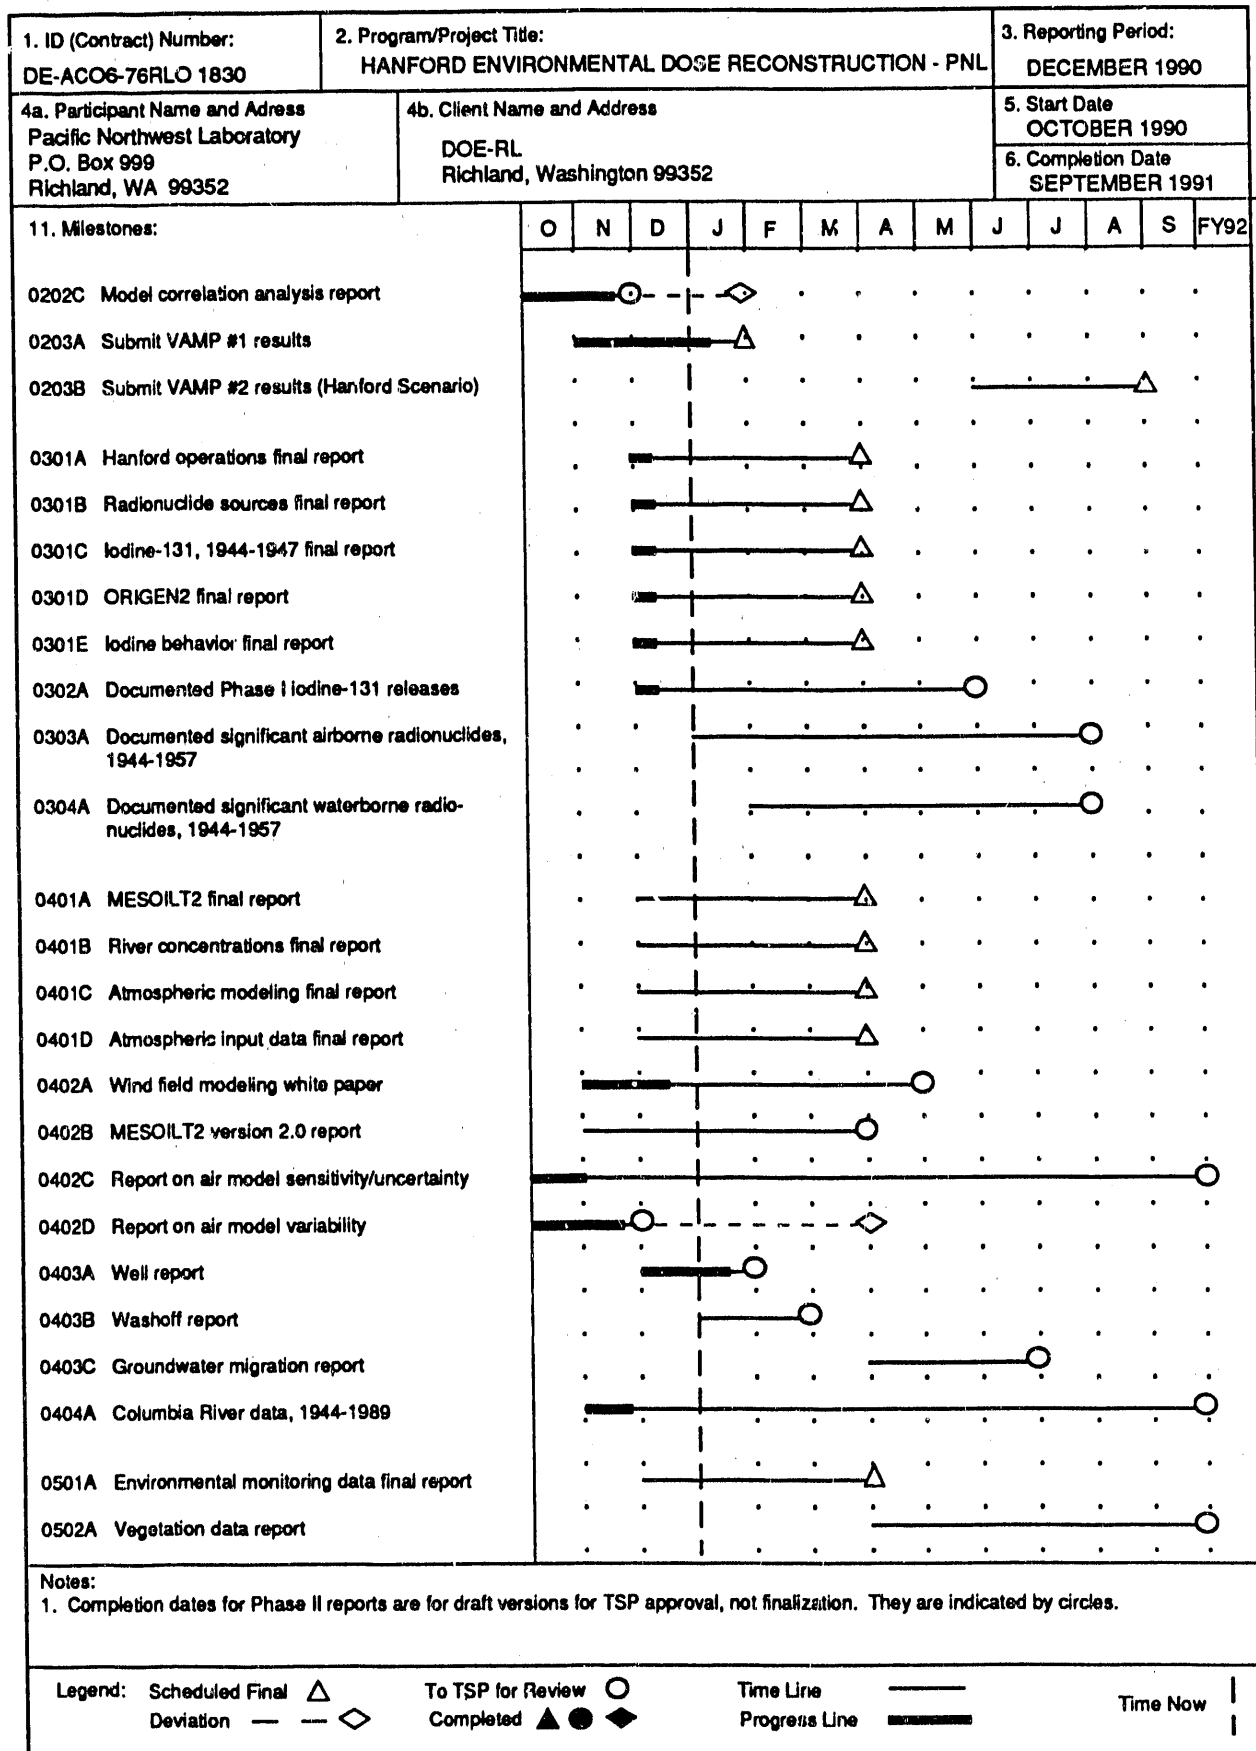 1. ID (Contract) Number:
DE-ACO6-76RLO 1830
2. Program/Project Title:
HANFORD ENVIRONMENTAL DOSE RECONSTRUCTION - PNL
3. Reporting Period:
DECEMBER 1990
4a. Participant Name and Adress
Pacific Northwest Laboratory
P.O. Box 999
Richland, WA 99352
4b. Client Name and Address
DOE-RL
Richland, Washington 99352
5. Start Date
OCTOBER 1990
6. Completion Date
SEPTEMBER 1991
11. Milestones:
O N D J F M A M J J A S FY92
0202C Model correlation analysis report
0203A Submit VAMP #1 results
0203B Submit VAMP #2 results (Hanford Scenario)
0301A Hanford operations final report
0301B Radionuclide sources final report
0301C Iodine-131, 1944-1947 final report
0301D ORIGEN2 final report
0301E Iodine behavior final report
0302A Documented Phase I iodine-131 releases
0303A Documented significant airborne radionuclides,
1944-1957
0304A Documented significant waterborne radio-
nuclides, 1944-1957
0401A MESOILT2 final report
0401B River concentrations final report
0401C Atmospheric modeling final report
0401D Atmospheric input data final report
0402A Wind field modeling white paper
0402B MESOILT2 version 2.0 report
0402C Report on air model sensitivity/uncertainty
0402D Report on air model variability
0403A Well report
0403B Washoff report
0403C Groundwater migration report
0404A Columbia River data, 1944-1989
0501A Environmental monitoring data final report
0502A Vegetation data report
Notes:
1. Completion dates for Phase II reports are for draft versions for TSP approval, not finalization. They are indicated by circles.
Legend: Scheduled Final To TSP for Review Time Line Time Now
Deviation Completed Progress Line